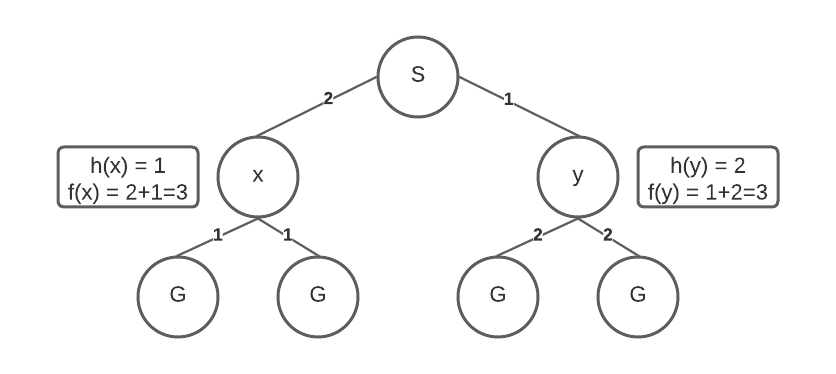 S
2
1
h(x) = 1
f(x) = 2+1=3
x
y
h(y) = 2
f(y) = 1+2=3
1
1
2
2
G
G
G
G